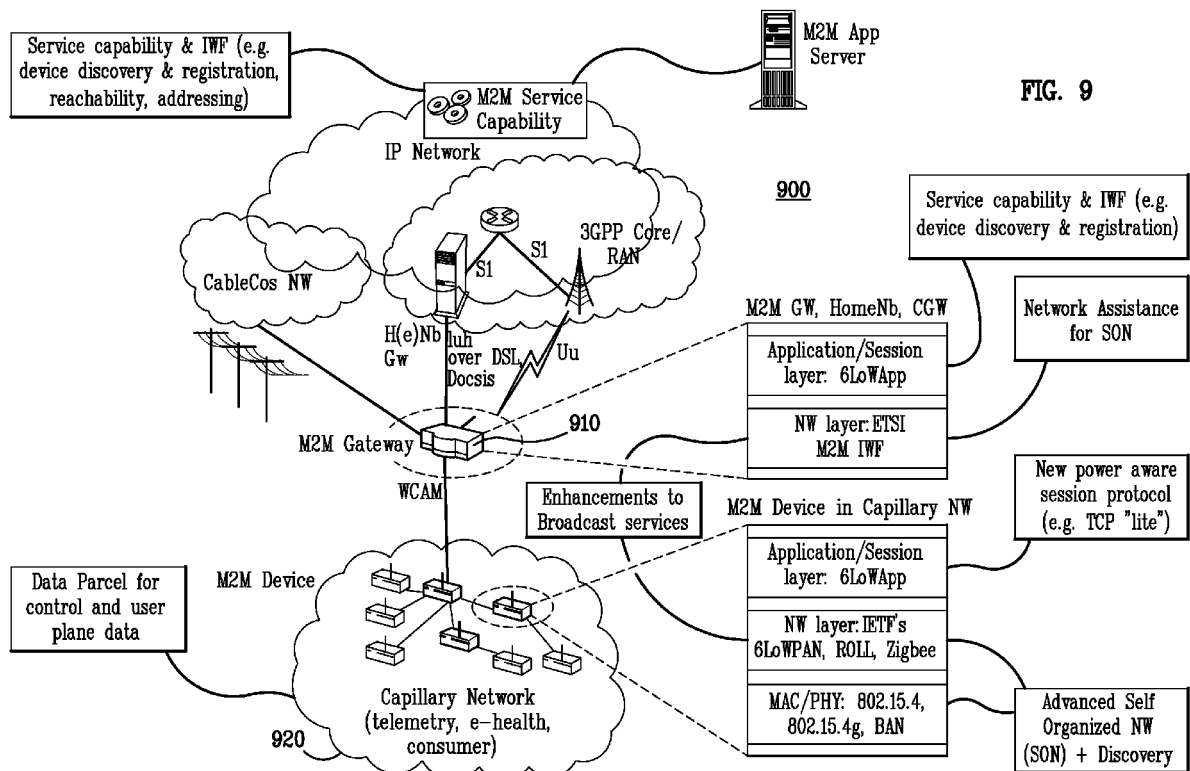 Service capability & IWF (e.g.
device discovery & registration,
reachability, addressing)
M2M Service
Capability
IP Network
M2M App
Server
FIG. 9
900
CableCos NW
S1
S1
3GPP Core/
RAN
H(e)Nb
Gw
Iuh
over
Docsis
DSL
Uu
M2M Gateway
910
WCAM
Service capability & IWF (e.g.
device discovery & registration)
M2M GW, HomeNb, CGW
Application/Session
layer: 6LoWApp
NW layer:ETSI
M2M IWF
Network Assistance
for SON
Enhancements to
Broadcast services
M2M Device in Capillary NW
Application/Session
layer: 6LoWApp
NW layer:IETF's
6LoWPAN, ROLL, Zigbee
MAC/PHY: 802.15.4,
802.15.4g, BAN
New power aware
session protocol
(e.g. TCP "lite")
Advanced Self
Organized NW
(SON) + Discovery
Data Parcel for
control and user
plane data
M2M Device
Capillary Network
(telemetry, e-health,
consumer)
920